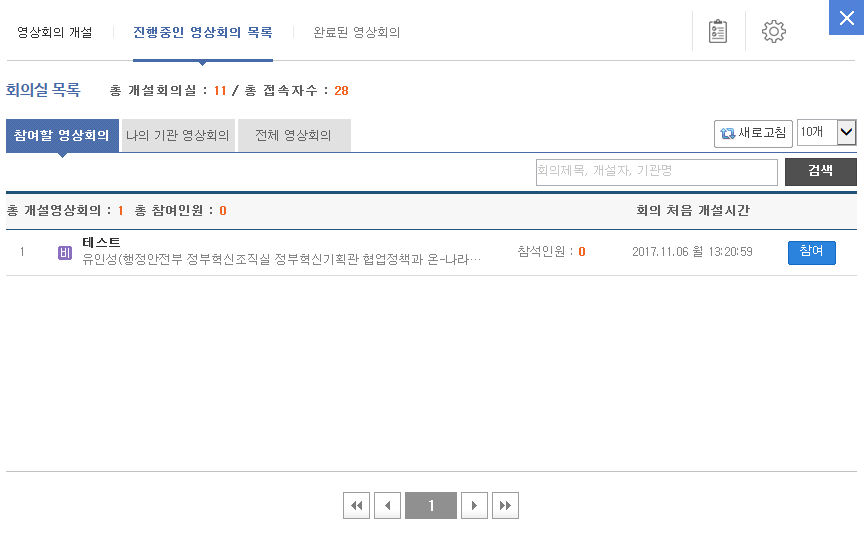 영상회의 개설 진행중인 영상회의 목록 완료된 영상회의
회의실 목록 총 개설회의실 : 11 / 총 접속자수 : 28
참여할 영상회의 나의 기관 영상회의 전체 영상회의 새로고침 10개
회의제목, 개설자, 기관명 검색
총 개설영상회의 : 1 총 참여인원 : 0 회의 처음 개설시간
1 비 테스트
유인성(행정안전부 정부혁신조직실 정부혁신기획관 협업정책과 온-나라… 참석인원 : 0 2017.11.06 월 13:20:59 참여
1